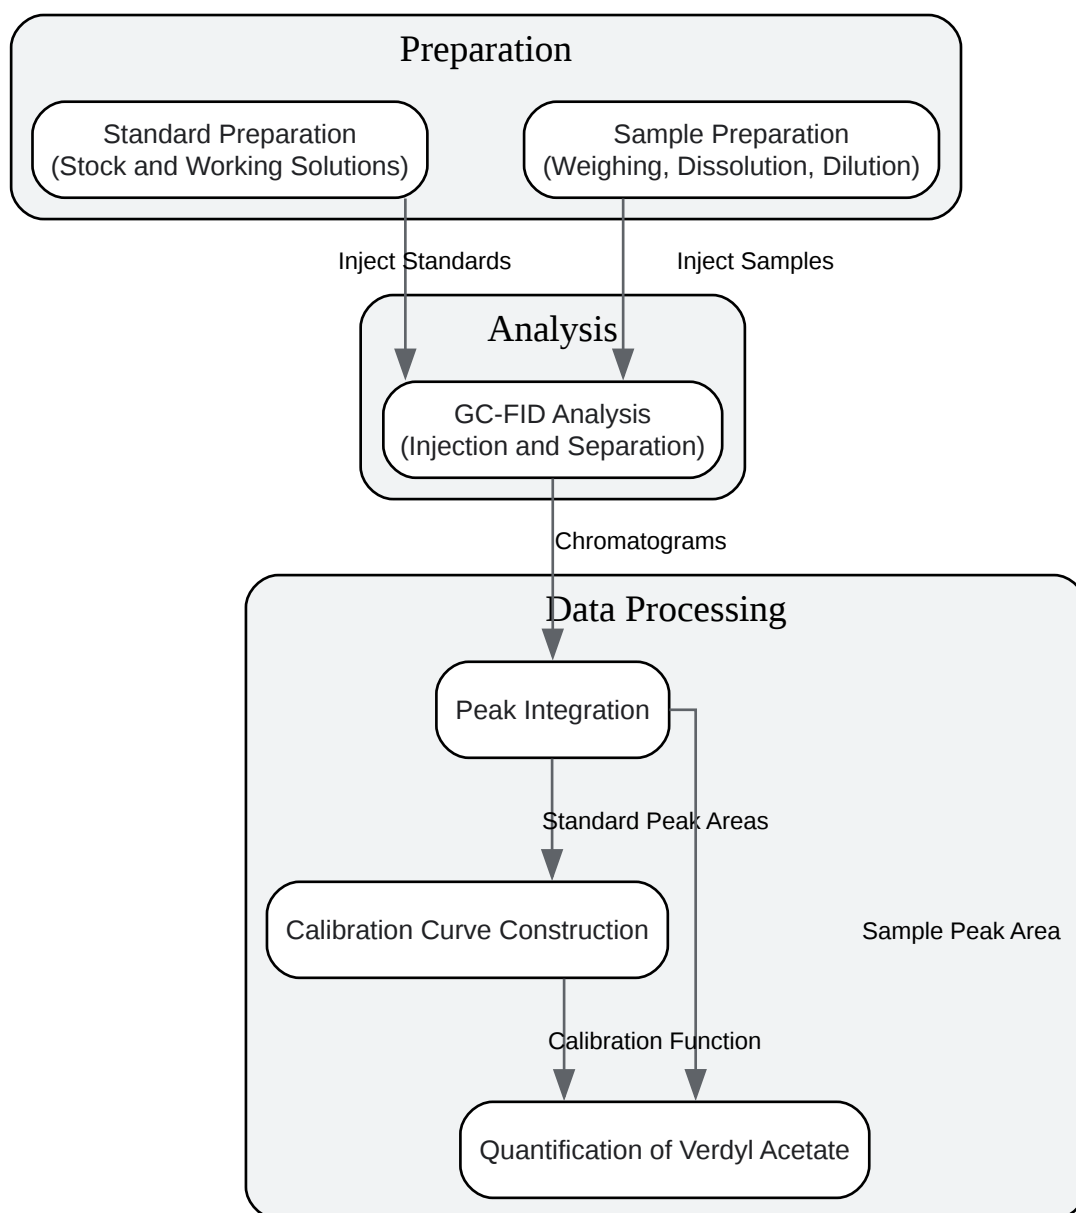 Preparation
Standard Preparation
(Stock and Working Solutions)
Sample Preparation
(Weighing, Dissolution, Dilution)
Inject Standards
Inject Samples
Analysis
GC-FID Analysis
(Injection and Separation)
Chromatograms
Data Processing
Peak Integration
Standard Peak Areas
Calibration Curve Construction
Sample Peak Area
Calibration Function
Quantification of Verdyl Acetate